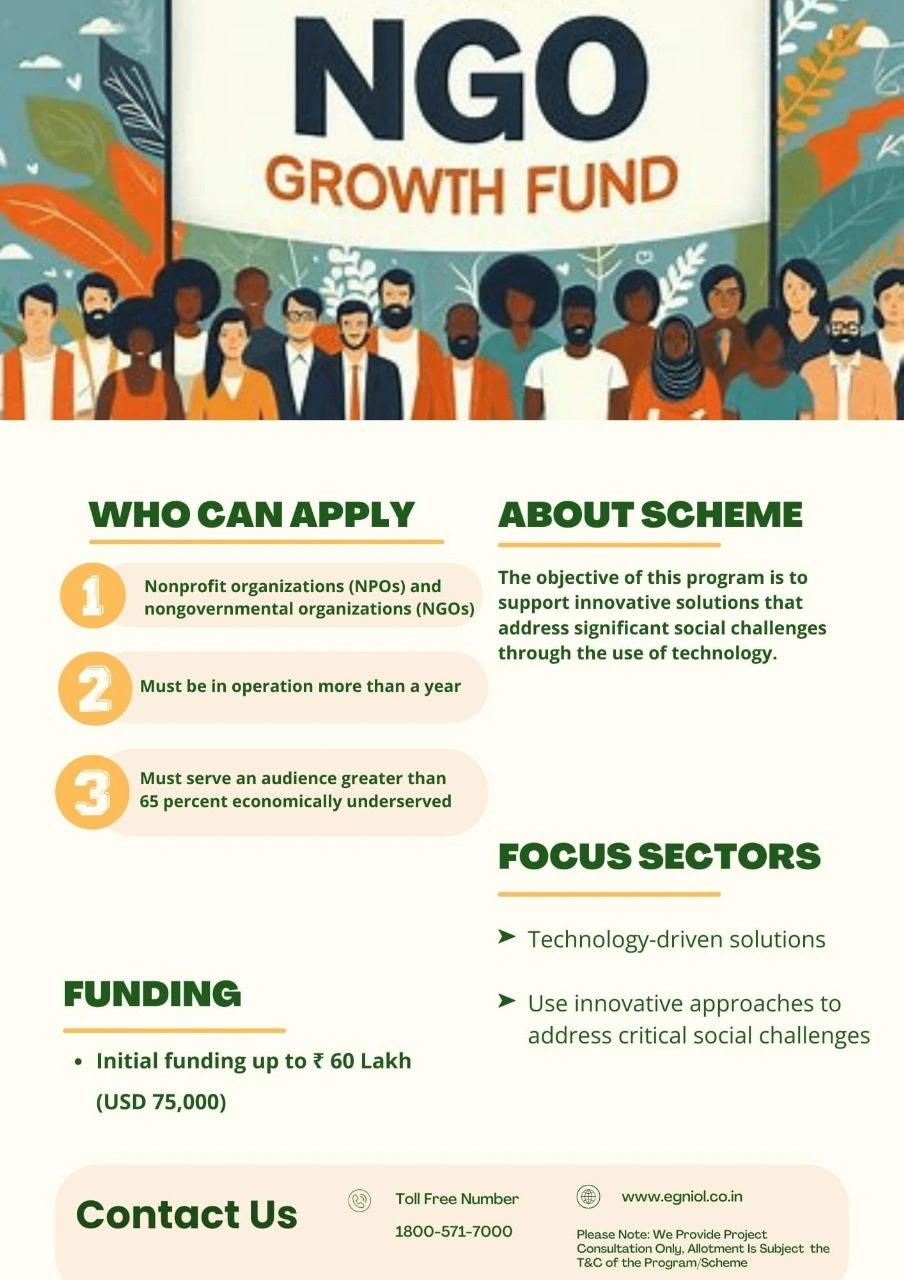 NGO
GROWTH FUND
WHO CAN APPLY
1
Nonprofit organizations (NPOs) and
nongovernmental organizations (NGOs)
2
Must be in operation more than a year
3
Must serve an audience greater than
65 percent economically underserved
ABOUT SCHEME
The objective of this program is to
support innovative solutions that
address significant social challenges
through the use of technology.
FOCUS SECTORS
➤ Technology-driven solutions
➤ Use innovative approaches to
address critical social challenges
FUNDING
• Initial funding up to ₹ 60 Lakh
(USD 75,000)
Contact Us
Toll Free Number
1800-571-7000
www.egniol.co.in
Please Note: We Provide Project
Consultation Only, Allotment Is Subject the
T&C of the Program/Scheme